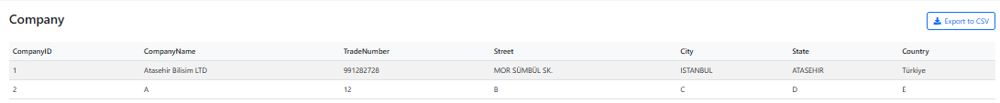 Company
Export to CSV
CompanyID CompanyName TradeNumber Street City State Country
1 Atasehir Bilisim LTD 991282728 MOR SÜMBÜL SK. ISTANBUL ATASEHIR Türkiye
2 A 12 B C D E